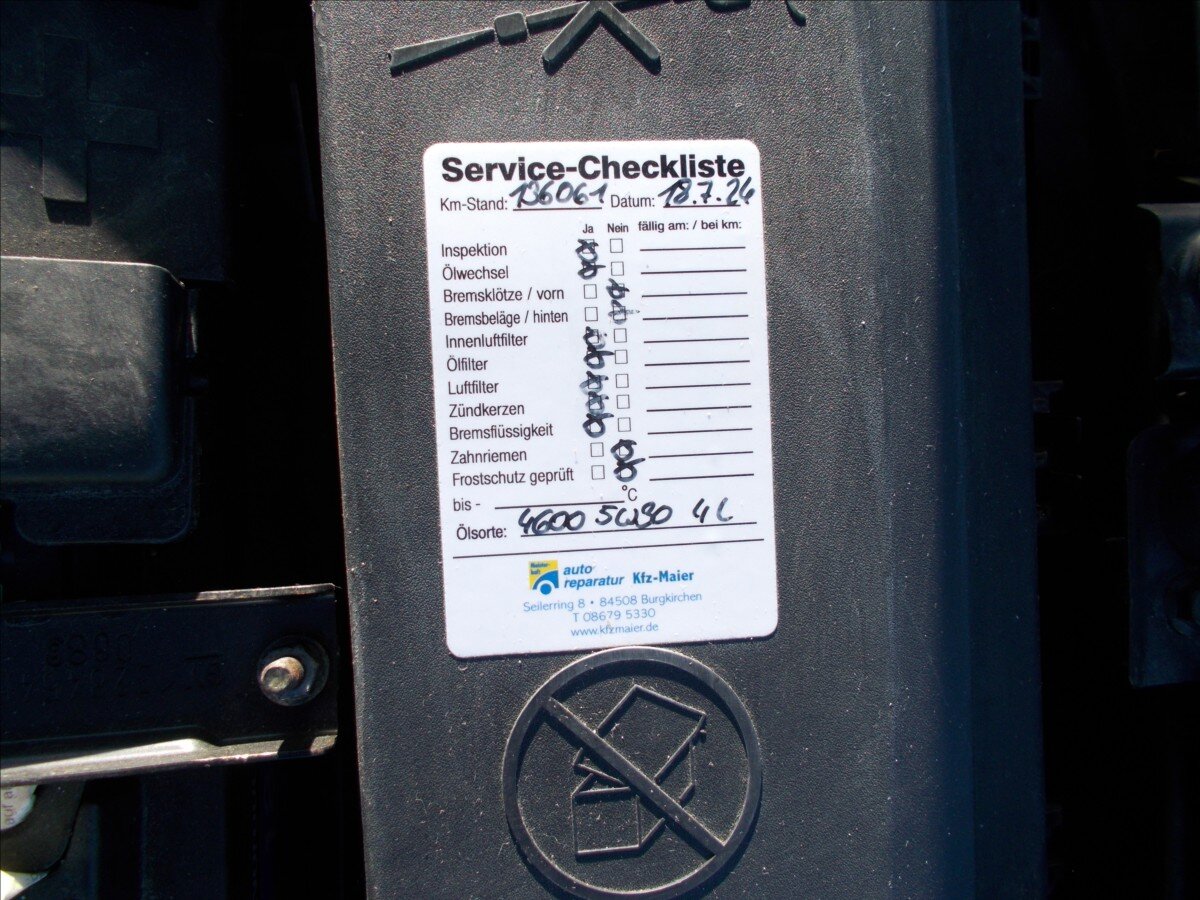 Service-Checkliste
Km-Stand: 136061 Datum: 18.7.24
Ja Nein fällig am: / bei km:
Inspektion
Ölwechsel
Bremsklötze / vorn
Bremsbeläge / hinten
Innenluftfilter
Ölfilter
Luftfilter
Zündkerzen
Bremsflüssigkeit
Zahnriemen
Frostschutz geprüft
bis - °C
Ölsorte: 4600 5W30 4L
Meister-
haft
auto
reparatur Kfz-Maier
Seilerring 8 • 84508 Burgkirchen
T 08679 5330
www.kfzmaier.de